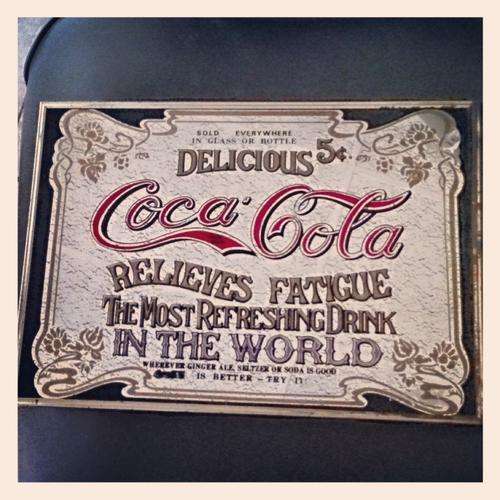 SOLD EVERYWHERE
IN GLASS OR BOTTLE
DELICIOUS 5¢
Coca-Cola
RELIEVES FATIGUE
THE MOST REFRESHING DRINK
IN THE WORLD
WHEREVER GINGER ALE, SELTZER OR SODA IS GOOD
IS BETTER - TRY IT